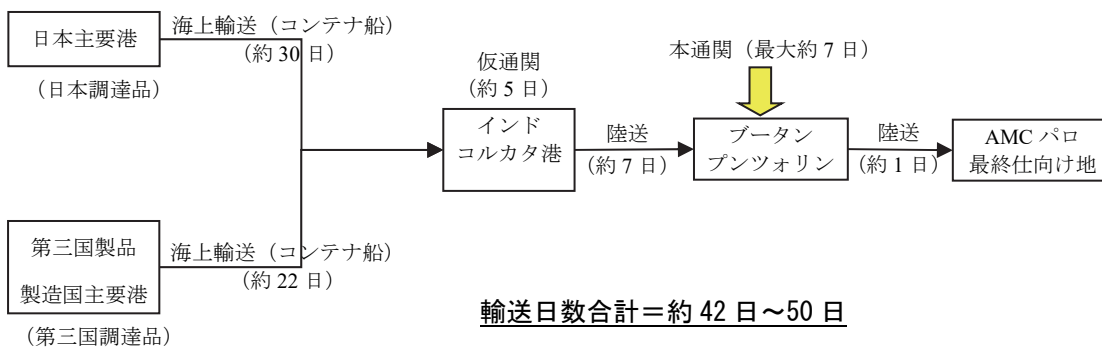 日本主要港
海上輸送（コンテナ船）
（約 30 日）
（日本調達品）
仮通関
（約 5 日）
本通関（最大約 7 日）
インド
コルカタ港
陸送
（約 7 日）
ブータン
プンツォリン
陸送
（約 1 日）
AMC パロ
最終仕向け地
第三国製品
製造国主要港
海上輸送（コンテナ船）
（約 22 日）
（第三国調達品）
輸送日数合計＝約 42 日～50 日